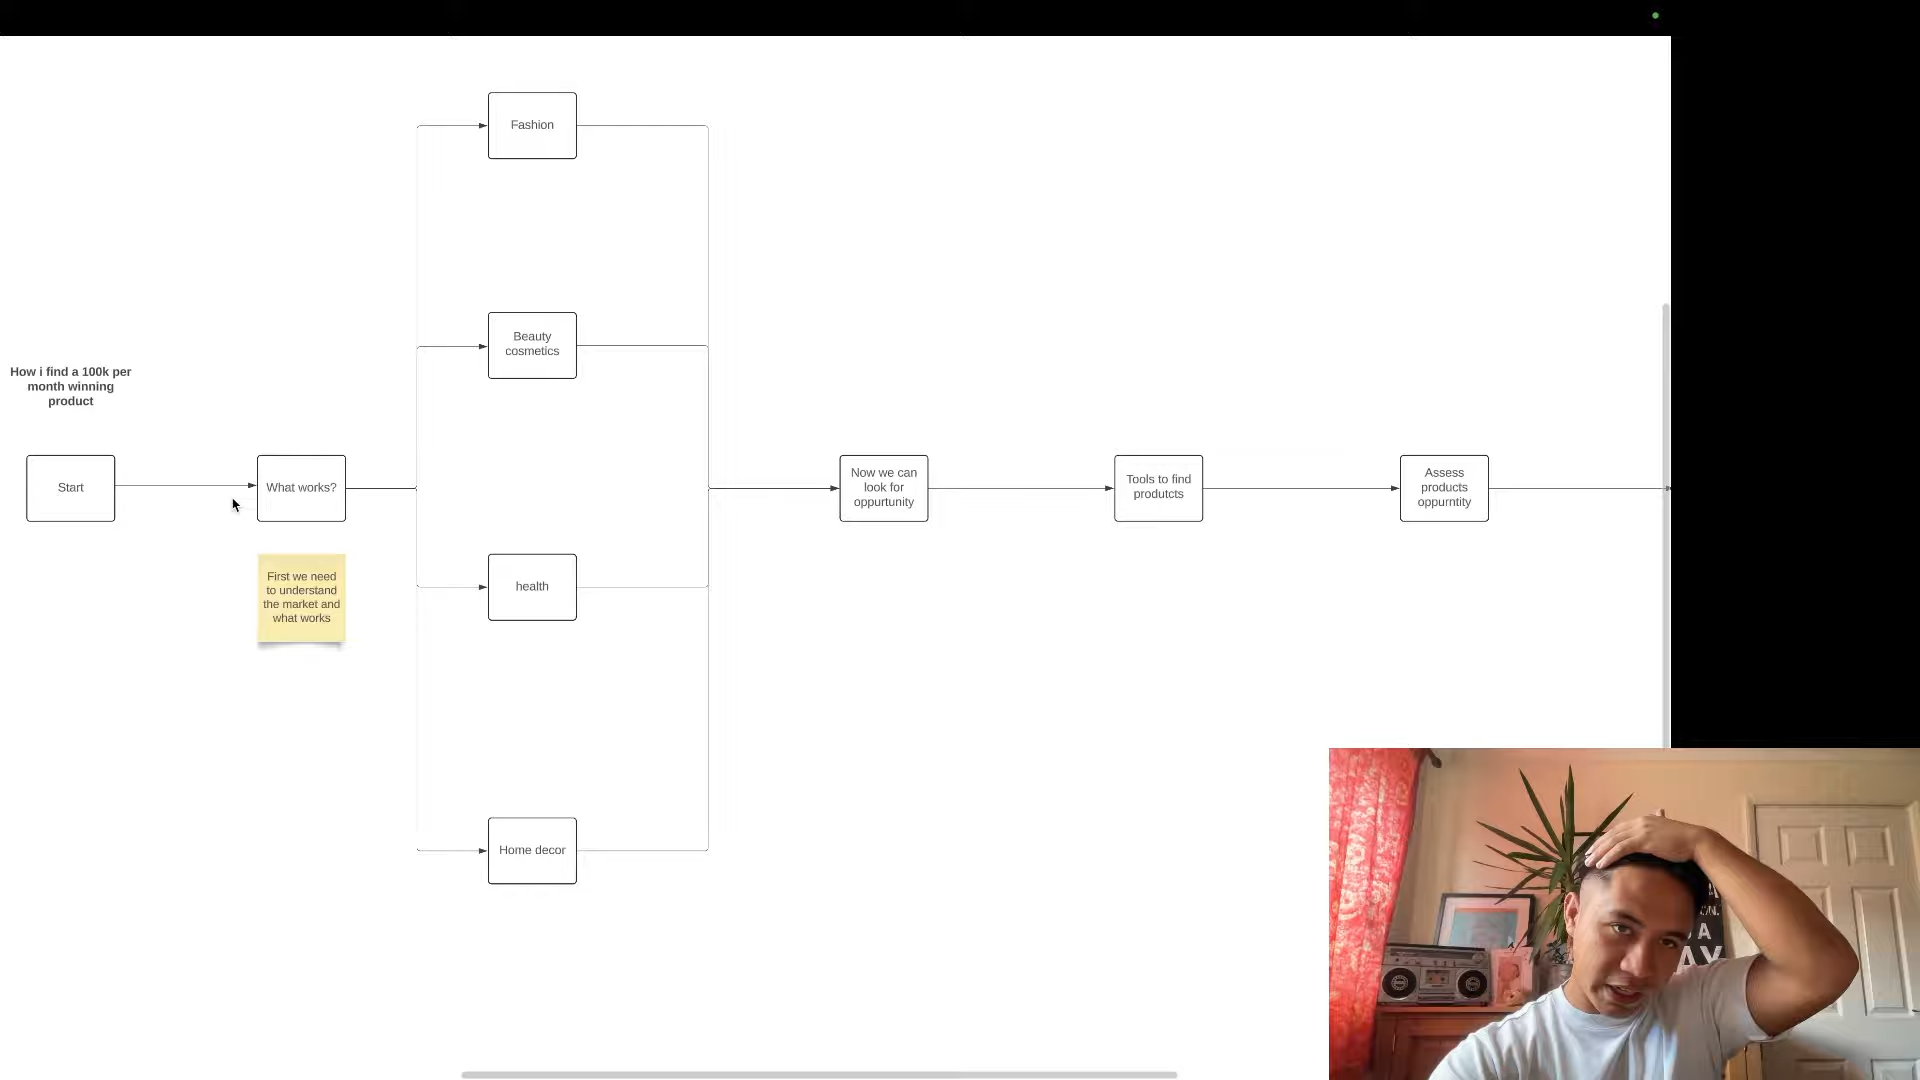 How i find a 100k per
month winning
product
Start
What works?
First we need
to understand
the market and
what works
Fashion
Beauty
cosmetics
health
Home decor
Now we can
look for
oppurtunity
Tools to find
produtcts
Assess
products
oppurntity
A